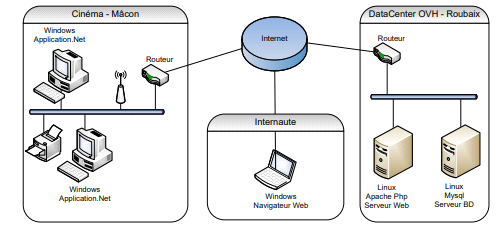 Cinéma - Mâcon
Windows
Application.Net
Routeur
Windows
Application.Net
Internet
Internaute
Windows
Navigateur Web
DataCenter OVH - Roubaix
Routeur
Linux
Apache Php
Serveur Web
Linux
Mysql
Serveur BD